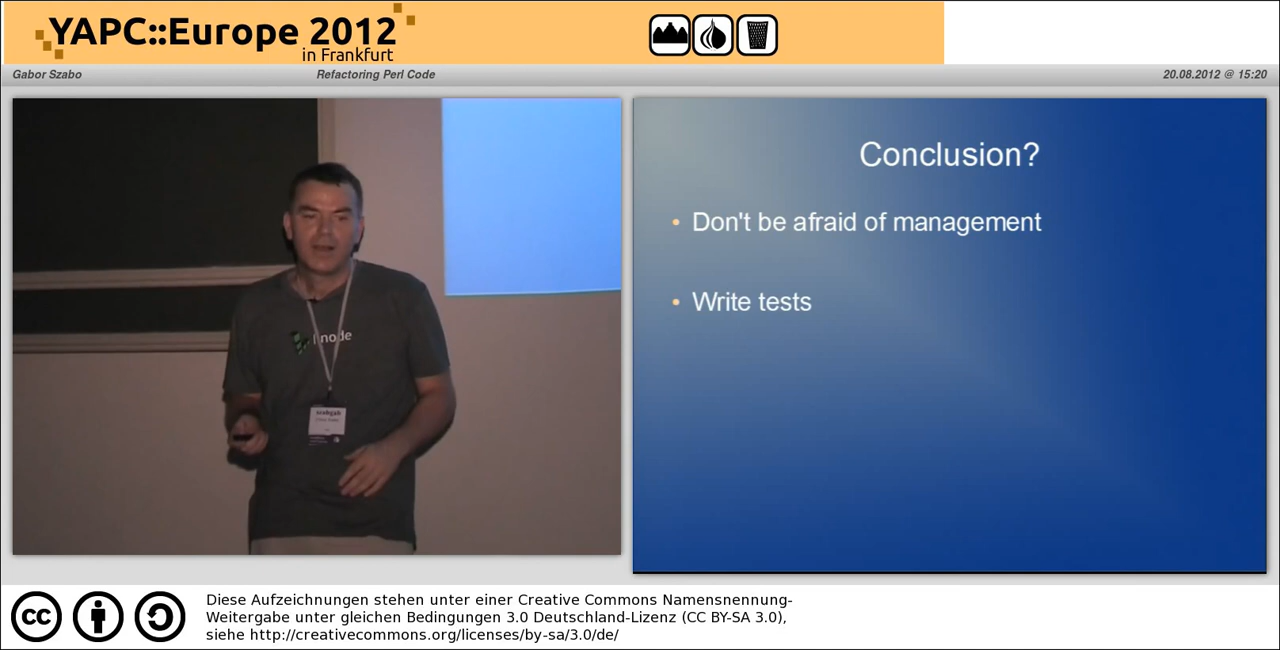 YAPC::Europe 2012
in Frankfurt
Gabor Szabo Refactoring Perl Code 20.08.2012 @ 15:20
Conclusion?
• Don't be afraid of management
• Write tests
szabgab
cc
Diese Aufzeichnungen stehen unter einer Creative Commons Namensnennung-
Weitergabe unter gleichen Bedingungen 3.0 Deutschland-Lizenz (CC BY-SA 3.0),
siehe http://creativecommons.org/licenses/by-sa/3.0/de/